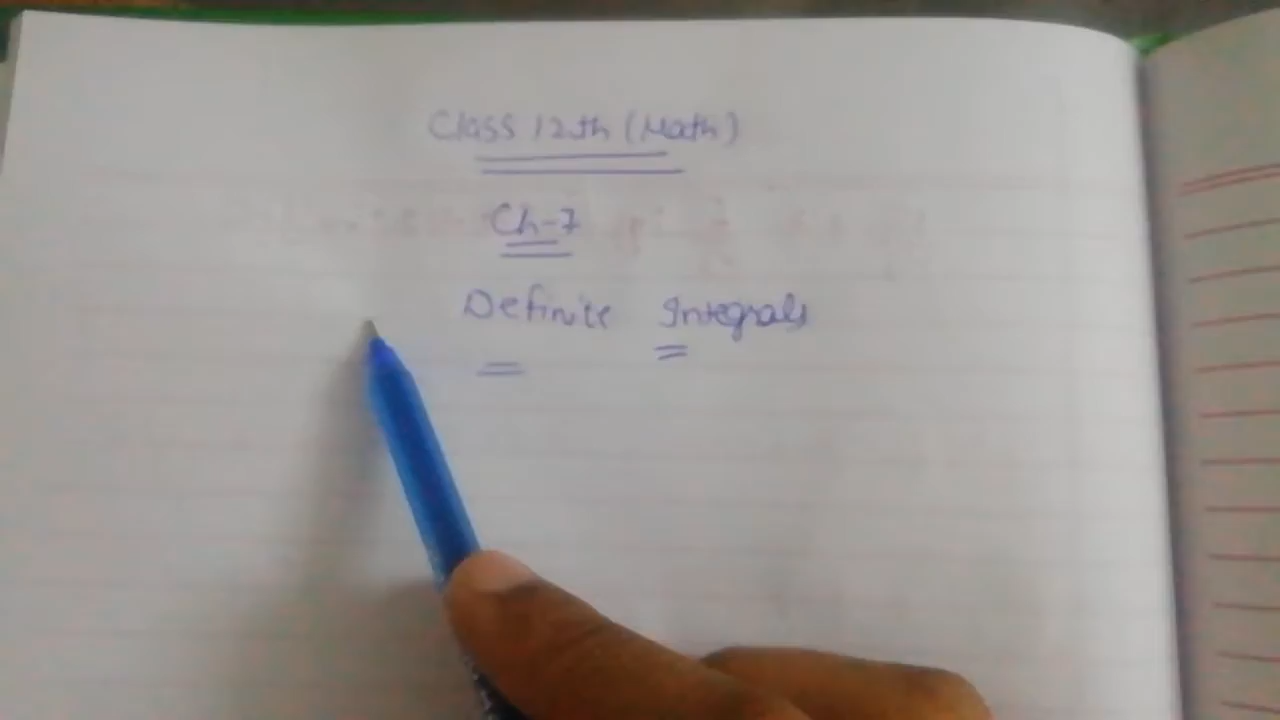 Class 12th (Math)
Ch-7
Definite Integrals